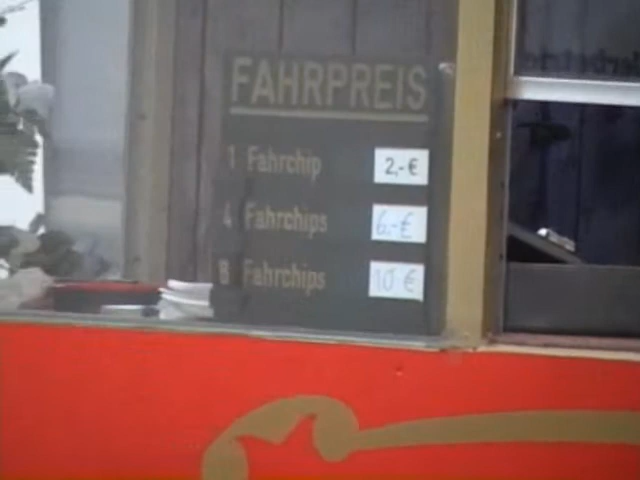 FAHRPREIS
1 Fahrchip 2,-€
4 Fahrchips 6,-€
8 Fahrchips 10 €